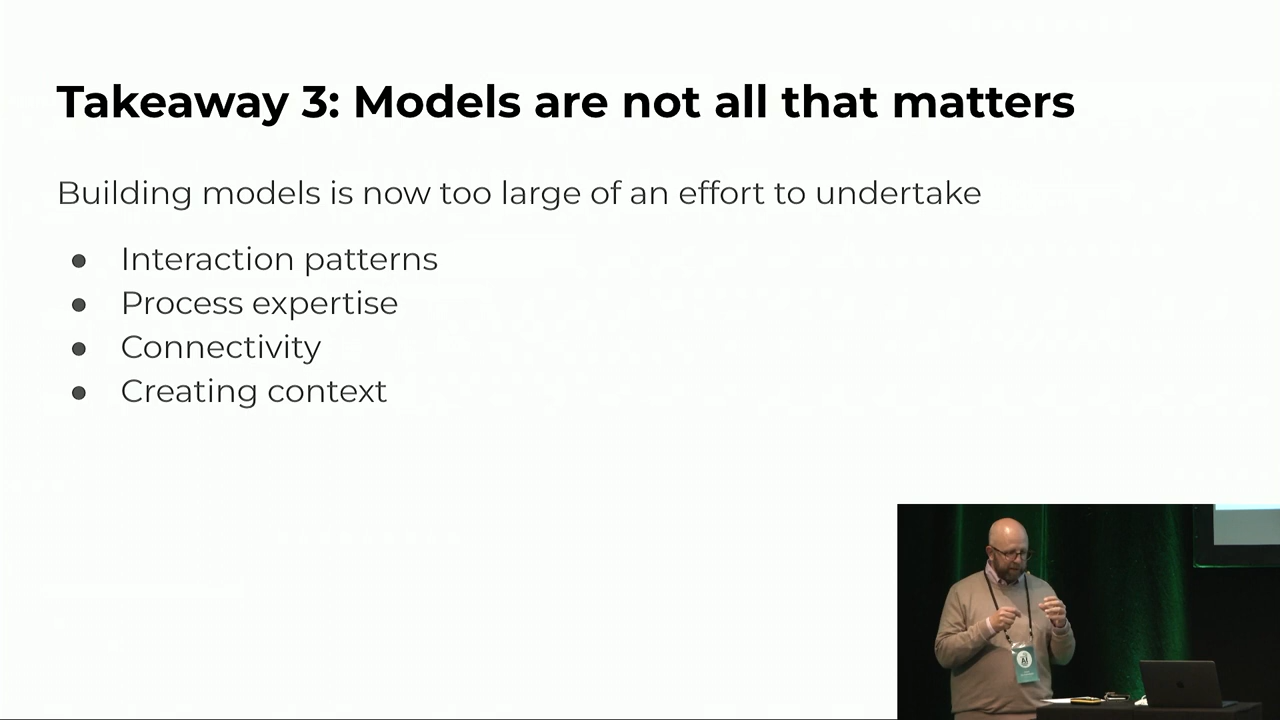 Takeaway 3: Models are not all that matters
Building models is now too large of an effort to undertake
● Interaction patterns
● Process expertise
● Connectivity
● Creating context
AI